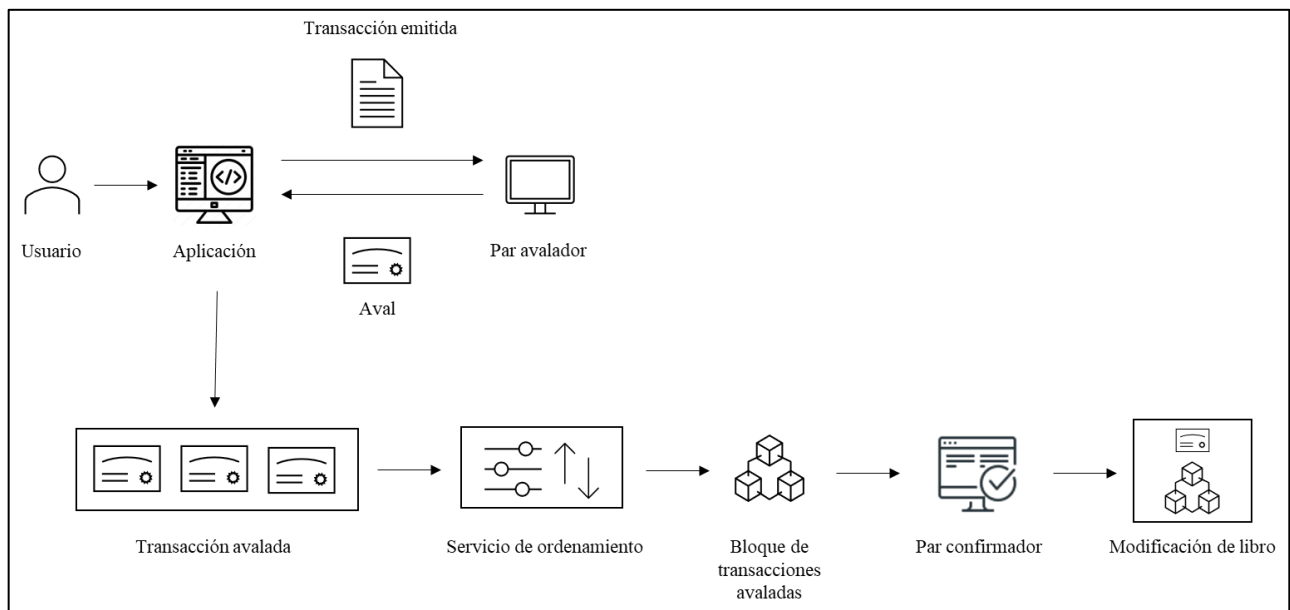 Transacción emitida
Usuario
Aplicación
Par avalador
Aval
Transacción avalada
Servicio de ordenamiento
Bloque de
transacciones
avaladas
Par confirmador
Modificación de libro